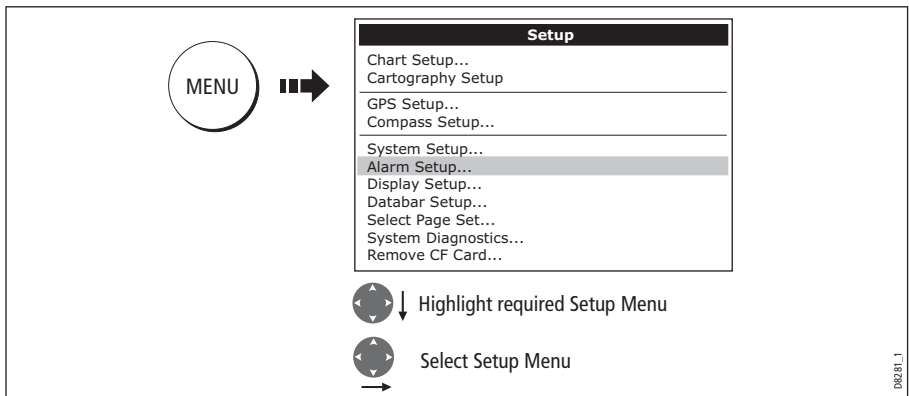 MENU
Setup
Chart Setup...
Cartography Setup
GPS Setup...
Compass Setup...
System Setup...
Alarm Setup...
Display Setup...
Databar Setup...
Select Page Set...
System Diagnostics...
Remove CF Card...
Highlight required Setup Menu
Select Setup Menu
D8281_1